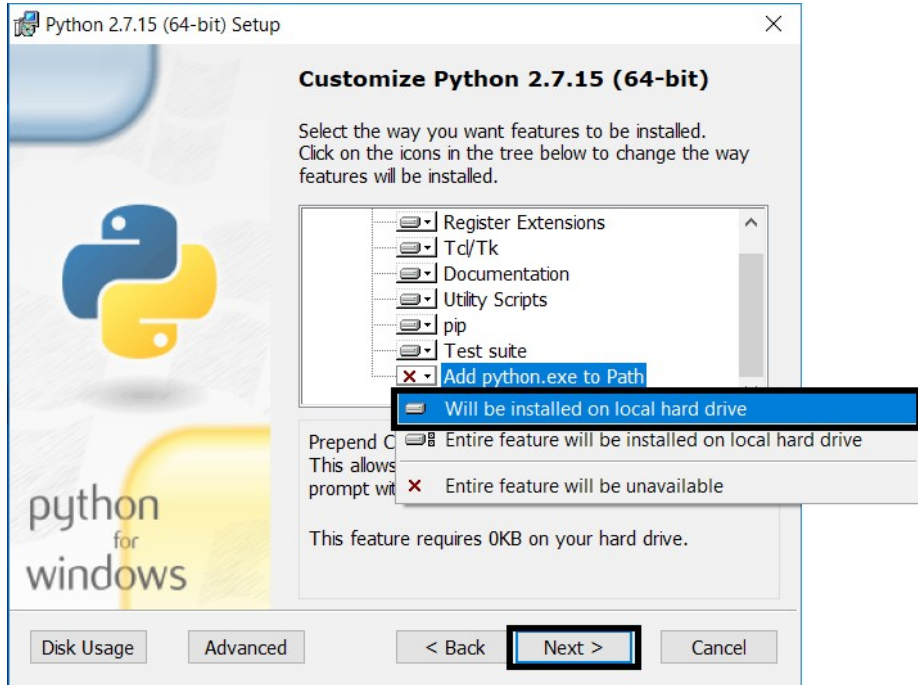 Python 2.7.15 (64-bit) Setup
Customize Python 2.7.15 (64-bit)
Select the way you want features to be installed.
Click on the icons in the tree below to change the way
features will be installed.
Register Extensions
Tcl/Tk
Documentation
Utility Scripts
pip
Test suite
Add python.exe to Path
Will be installed on local hard drive
Entire feature will be installed on local hard drive
Entire feature will be unavailable
Prepend C
This allows
prompt wit
This feature requires 0KB on your hard drive.
python
for
windows
Disk Usage
Advanced
< Back
Next >
Cancel